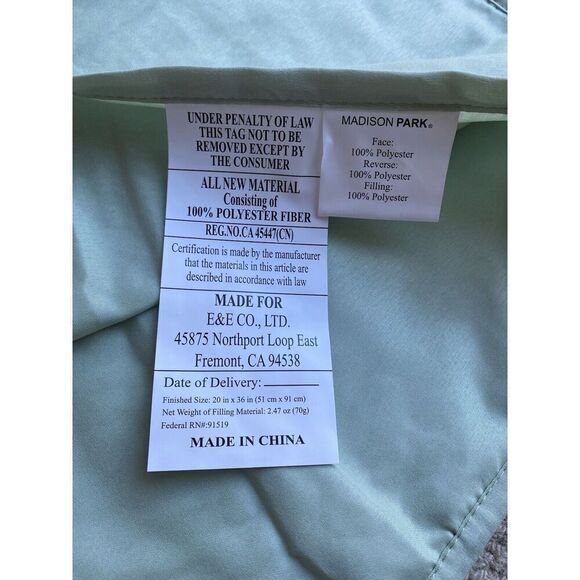 UNDER PENALTY OF LAW
THIS TAG NOT TO BE
REMOVED EXCEPT BY
THE CONSUMER
ALL NEW MATERIAL
Consisting of
100% POLYESTER FIBER
REG.NO.CA 45447(CN)
Certification is made by the manufacturer
that the materials in this article are
described in accordance with law
MADE FOR
E&E CO., LTD.
45875 Northport Loop East
Fremont, CA 94538
Date of Delivery:
Finished Size: 20 in x 36 in (51 cm x 91 cm)
Net Weight of Filling Material: 2.47 oz (70g)
Federal RN#:91519
MADE IN CHINA
MADISON PARK®
Face:
100% Polyester
Reverse:
100% Polyester
Filling:
100% Polyester